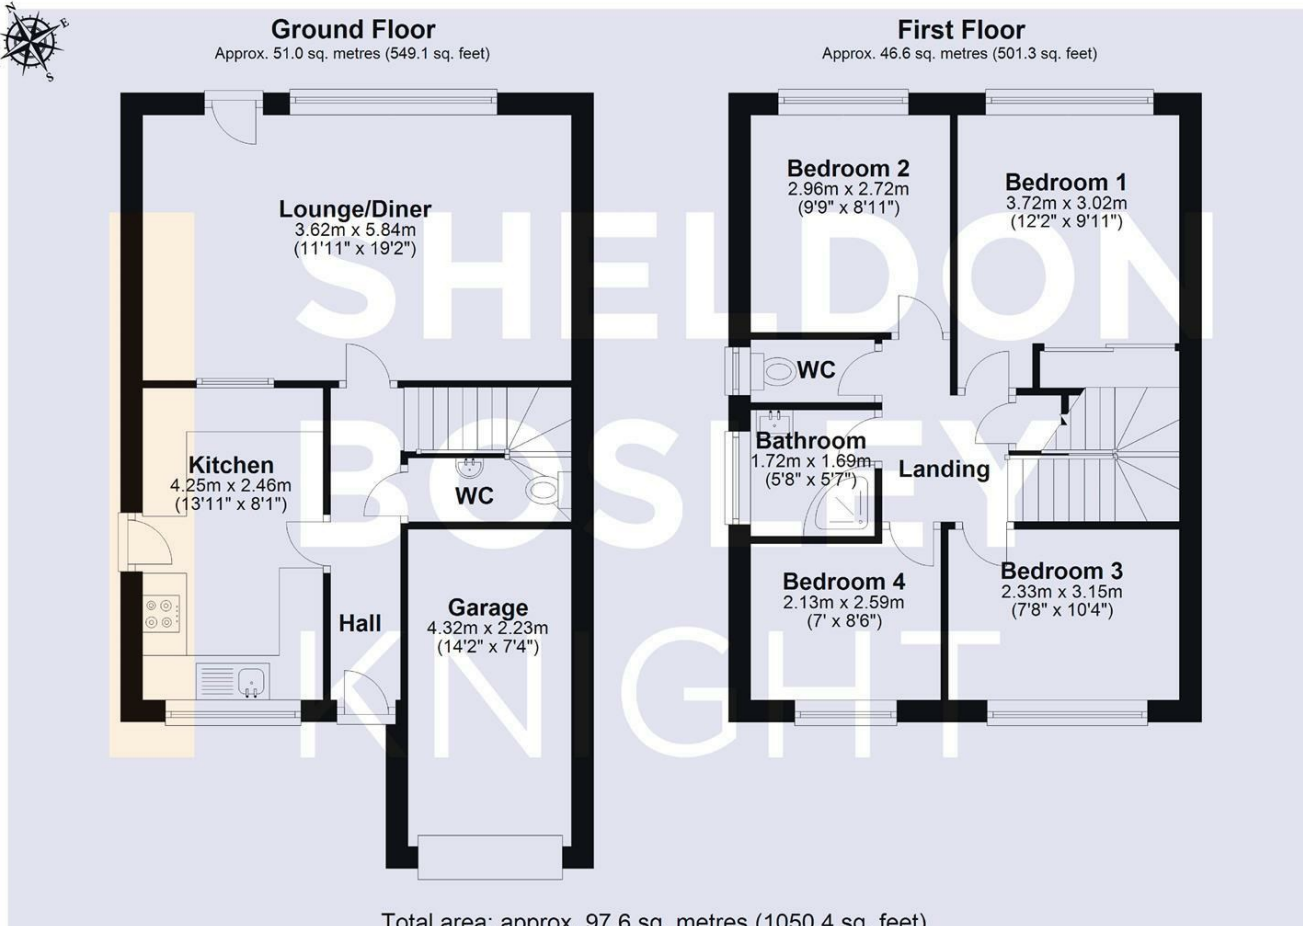 N
E
S
Ground Floor
Approx. 51.0 sq. metres (549.1 sq. feet)
First Floor
Approx. 46.6 sq. metres (501.3 sq. feet)
Lounge/Diner
3.62m x 5.84m
(11'11" x 19'2")
Kitchen
4.25m x 2.46m
(13'11" x 8'1")
WC
Hall
Garage
4.32m x 2.23m
(14'2" x 7'4")
Bedroom 2
2.96m x 2.72m
(9'9" x 8'11")
Bedroom 1
3.72m x 3.02m
(12'2" x 9'11")
WC
Bathroom
1.72m x 1.69m
(5'8" x 5'7")
Landing
Bedroom 4
2.13m x 2.59m
(7' x 8'6")
Bedroom 3
2.33m x 3.15m
(7'8" x 10'4")
SHELDON
BOSLEY
KNIGHT
Total area: approx. 97.6 sq. metres (1050.4 sq. feet)